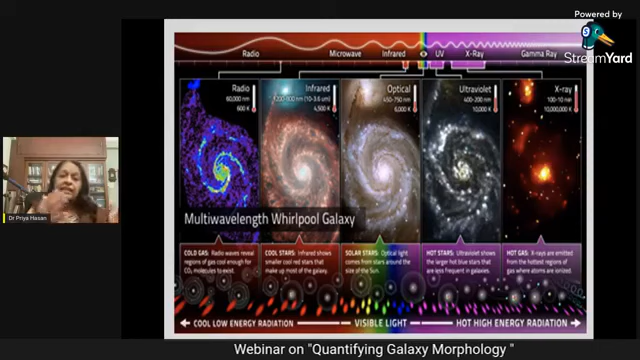 Powered by
StreamYard
Radio
Microwave
Infrared
UV
X-Ray
Gamma Ray
Radio
60,000 nm
600 K
Infrared
4,500 K
Optical
450-750 nm
6,000 K
Ultraviolet
400-200 nm
10,000 K
X-ray
100-10 nm
10,000,000 K
Multiwavelength Whirlpool Galaxy
COLD GAS: Radio waves reveal
regions of gas cool enough for
molecules to exist.
COOL STARS: Infrared shows
smaller cool red stars that
make up most of the galaxy.
SOLAR STARS: Optical light
comes from stars around the
size of the Sun.
HOT STARS: Ultraviolet shows
the larger hot blue stars that
are less frequent in galaxies.
HOT GAS: X-rays are emitted
from the hottest regions of
gas where atoms are ionized.
COOL LOW ENERGY RADIATION
VISIBLE LIGHT
HOT HIGH ENERGY RADIATION
Dr Priya Hasan
Webinar on "Quantifying Galaxy Morphology "